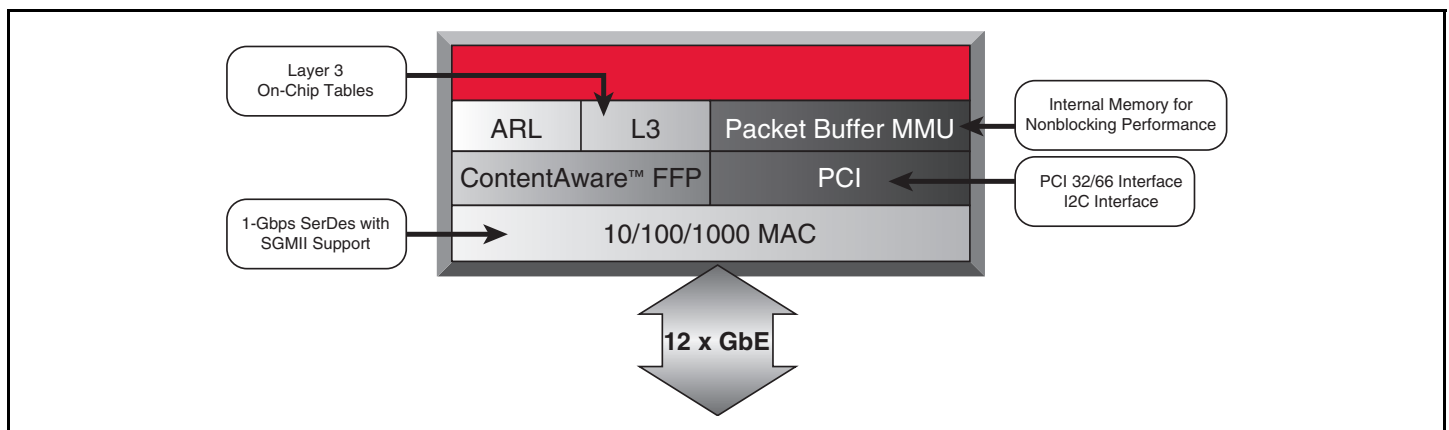 Layer 3
On-Chip Tables
ARL
L3
Packet Buffer MMU
Internal Memory for
Nonblocking Performance
ContentAware™ FFP
PCI
PCI 32/66 Interface
I2C Interface
1-Gbps SerDes with
SGMII Support
10/100/1000 MAC
12 x GbE